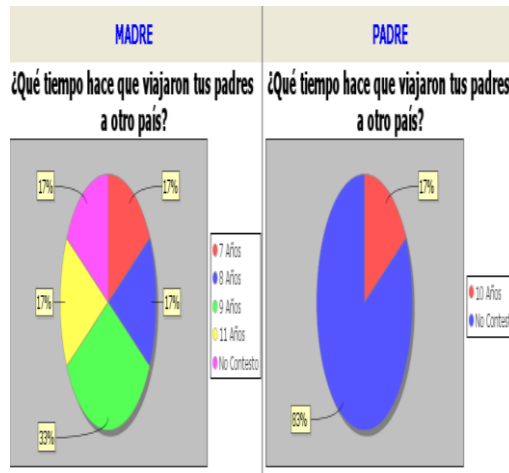 MADRE
¿Qué tiempo hace que viajaron tus padres
a otro país?
17%
17%
17%
17%
33%
7 Años
8 Años
9 Años
11 Años
No Contesto
PADRE
¿Qué tiempo hace que viajaron tus padres
a otro país?
17%
83%
10 Años
No Contest